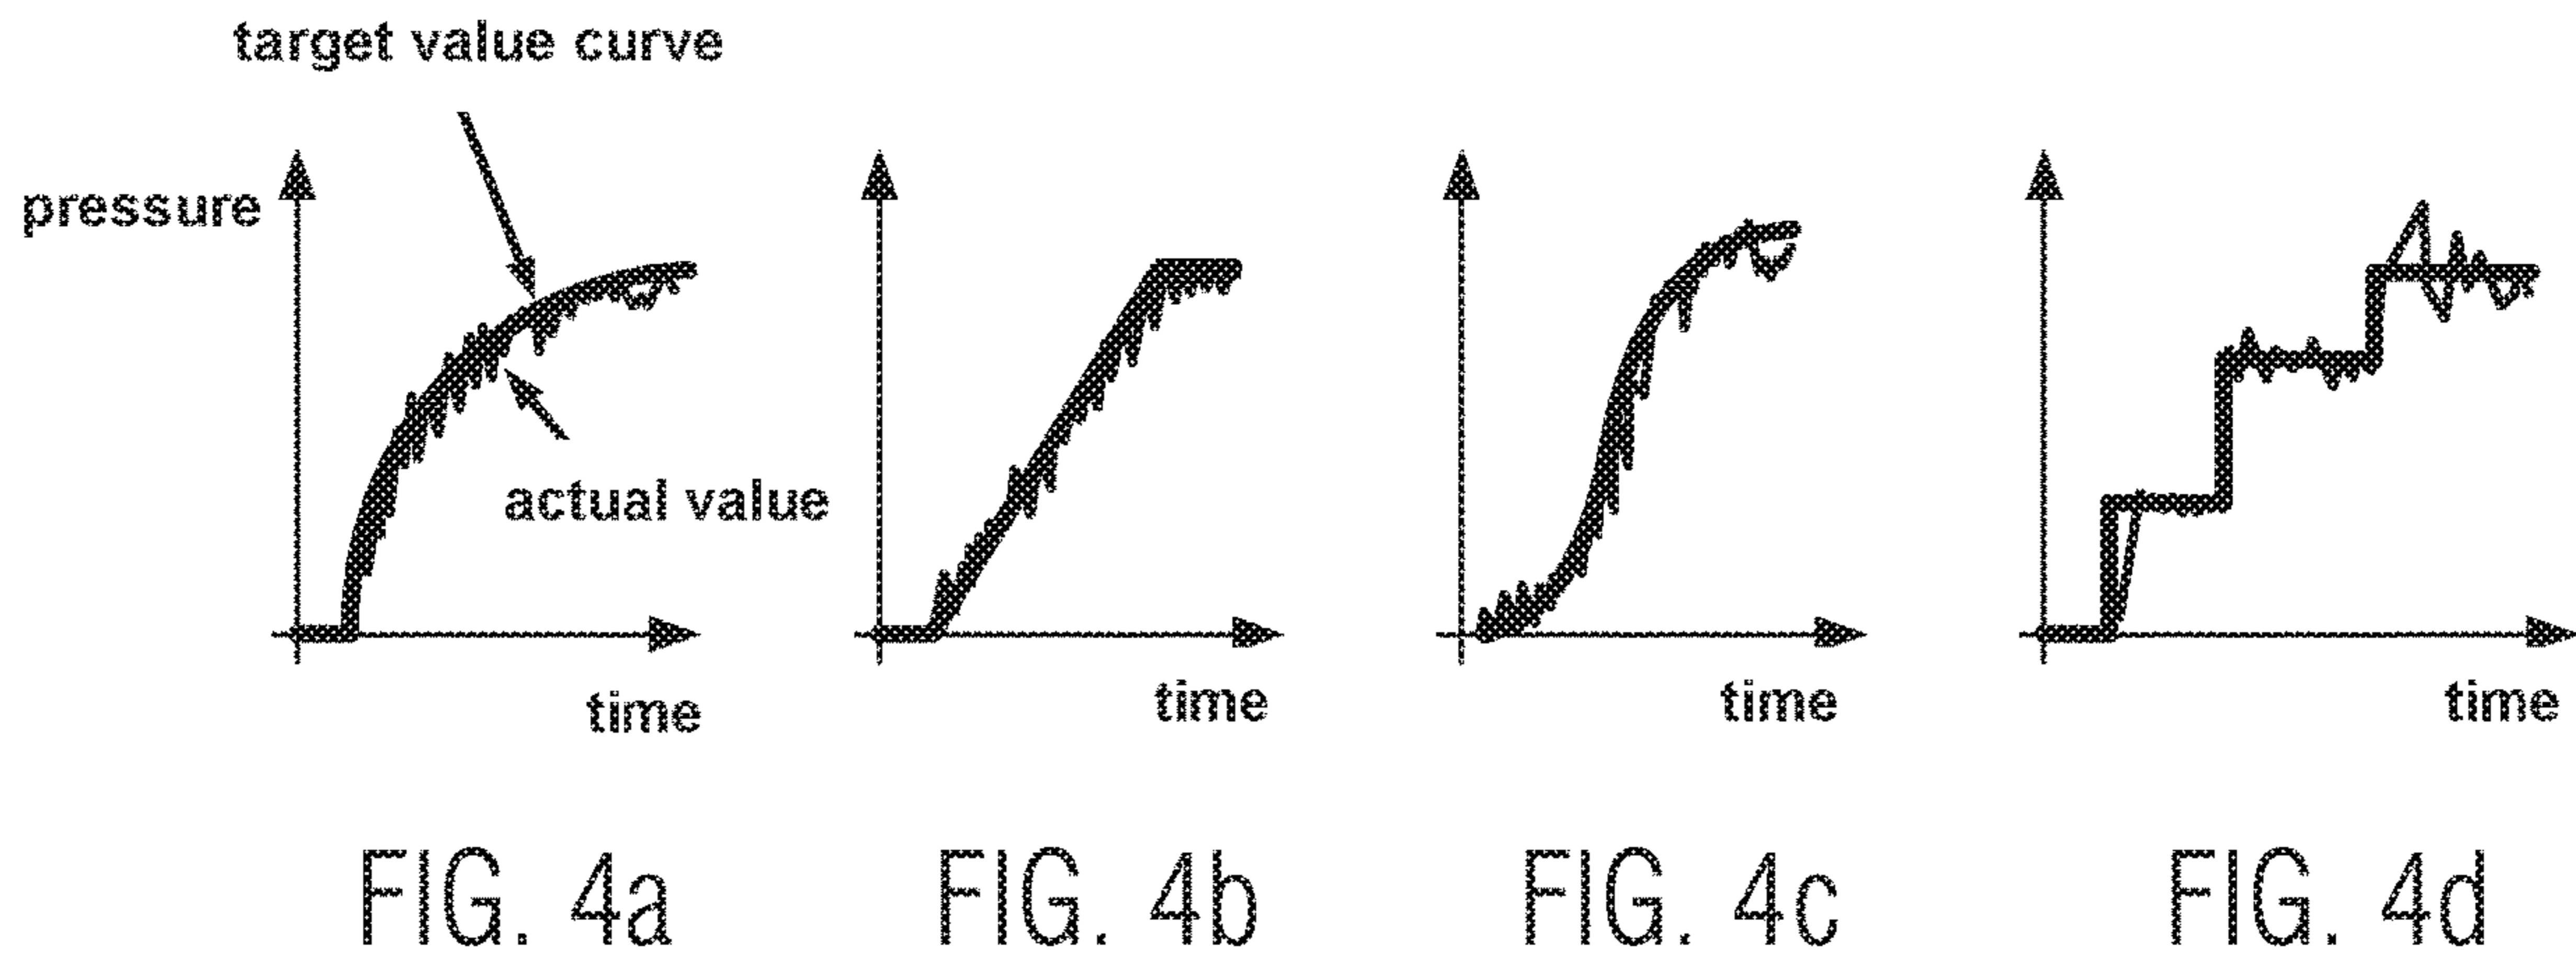 target value curve
pressure
actual value
time
time
time
time
FIG. 4a
FIG. 4b
FIG. 4c
FIG. 4d